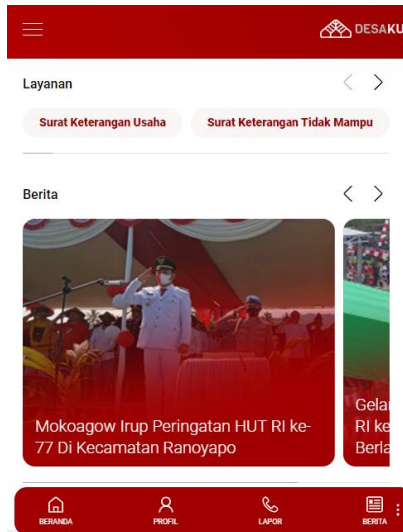 DESAKU
Layanan
Surat Keterangan Usaha
Surat Keterangan Tidak Mampu
Berita
Mokoagow Irup Peringatan HUT RI ke-
77 Di Kecamatan Ranoyapo
Gela
RI ke
Berla
BERANDA
PROFIL
LAPOR
BERITA